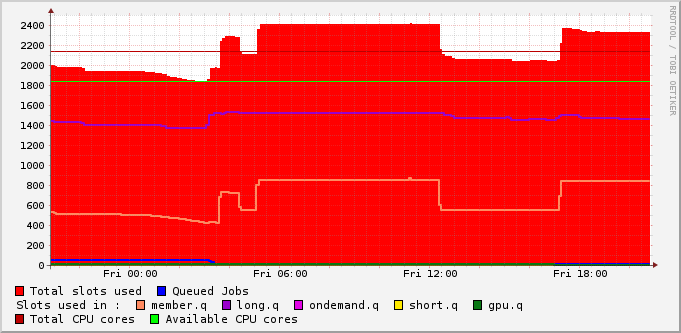 RRDTOOL / TOBI OETIKER
2400
2200
2000
1800
1600
1400
1200
1000
800
600
400
200
0
Fri 00:00 Fri 06:00 Fri 12:00 Fri 18:00
Total slots used Queued Jobs
Slots used in : member.q long.q ondemand.q short.q gpu.q
Total CPU cores Available CPU cores